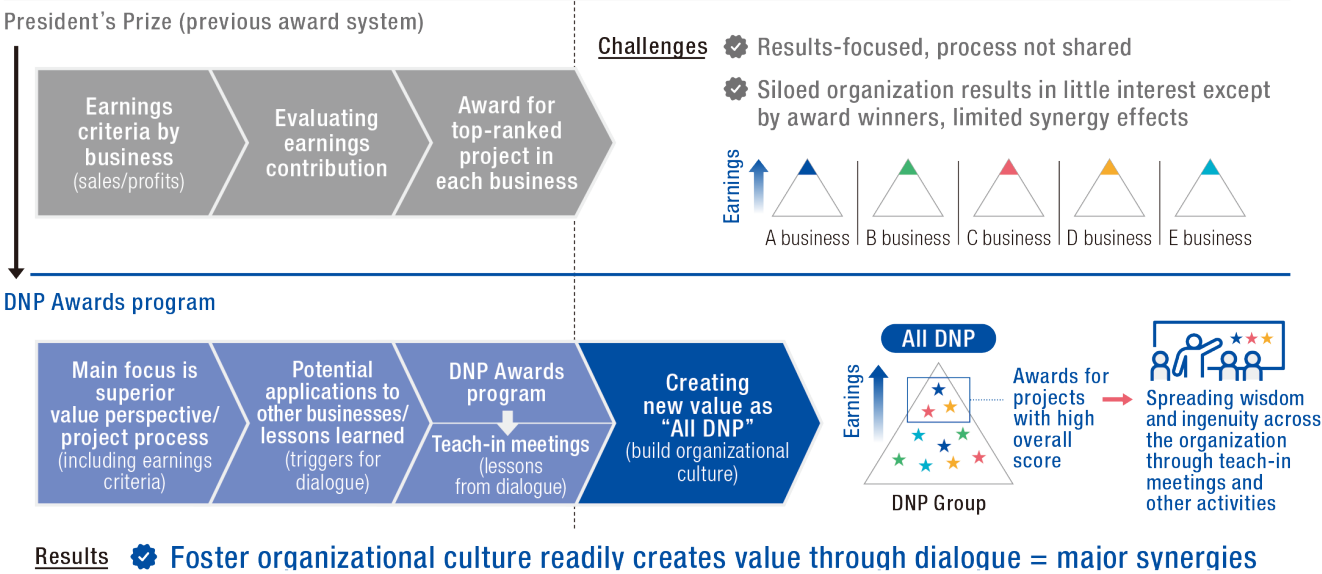 President's Prize (previous award system)
Earnings
criteria by
business
(sales/profits)
Evaluating
earnings
contribution
Award for
top-ranked
project in
each business
Challenges
Results-focused, process not shared
Siloed organization results in little interest except
by award winners, limited synergy effects
Earnings
A business
B business
C business
D business
E business
DNP Awards program
Main focus is
superior
value perspective/
project process
(including earnings
criteria)
Potential
applications to
other businesses/
lessons learned
(triggers for
dialogue)
DNP Awards
program
Teach-in meetings
(lessons
from dialogue)
Creating
new value as
"All DNP"
(build organizational
culture)
All DNP
Earnings
DNP Group
Awards for
projects
with high
overall
score
Spreading wisdom
and ingenuity across
the organization
through teach-in
meetings and
other activities
Results
Foster organizational culture readily creates value through dialogue = major synergies